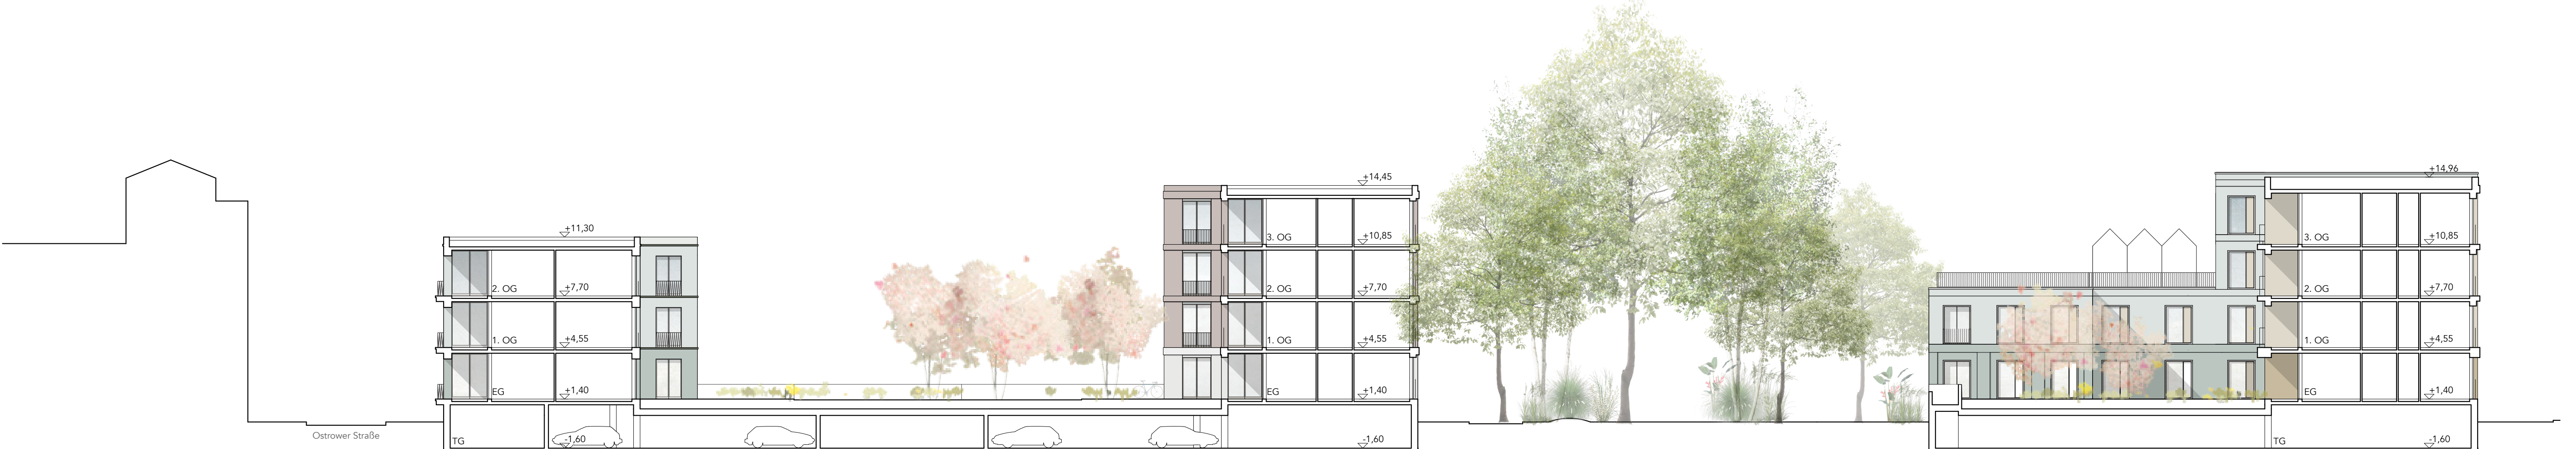 Ostrower Straße
+11,30
2. OG +7,70
1. OG +4,55
EG +1,40
TG -1,60
+14,45
3. OG +10,85
2. OG +7,70
1. OG +4,55
EG +1,40
-1,60
+14,96
3. OG +10,85
2. OG +7,70
1. OG +4,55
EG +1,40
TG -1,60